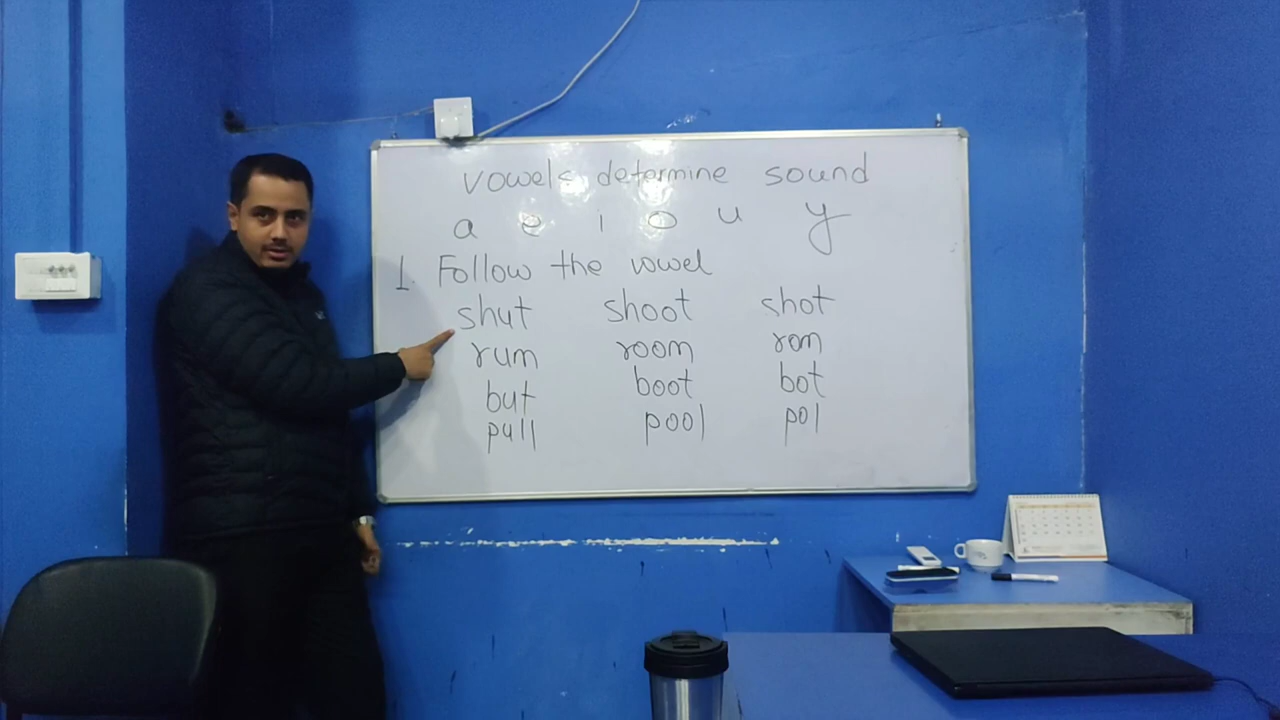 vowels determine sound
a e i o u y
1. Follow the vowel
shut shoot shot
rum room rom
but boot bot
pull pool pol